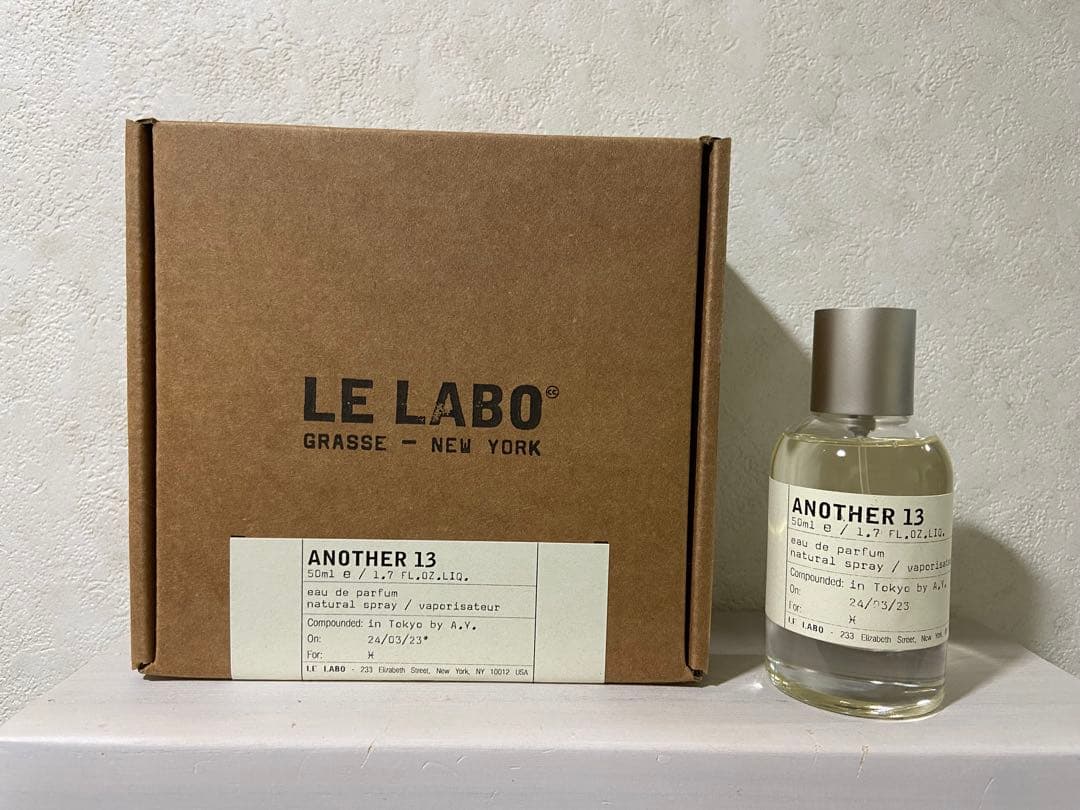 LE LABO
GRASSE — NEW YORK
ANOTHER 13
50ml e / 1.7 FL.OZ.LIQ.
eau de parfum
natural spray / vaporisateur
Compounded: in Tokyo by A.Y.
On: 24/03/23*
For: ♓
LE LABO - 233 Elizabeth Street, New York, NY 10012 USA
ANOTHER 13
50ml e / 1.7 FL.OZ.LIQ.
eau de parfum
natural spray /
Compounded: in Tokyo by A.Y.
On: 24/03/23
For: ♓
LE LABO - 233 Elizabeth Street, New York,